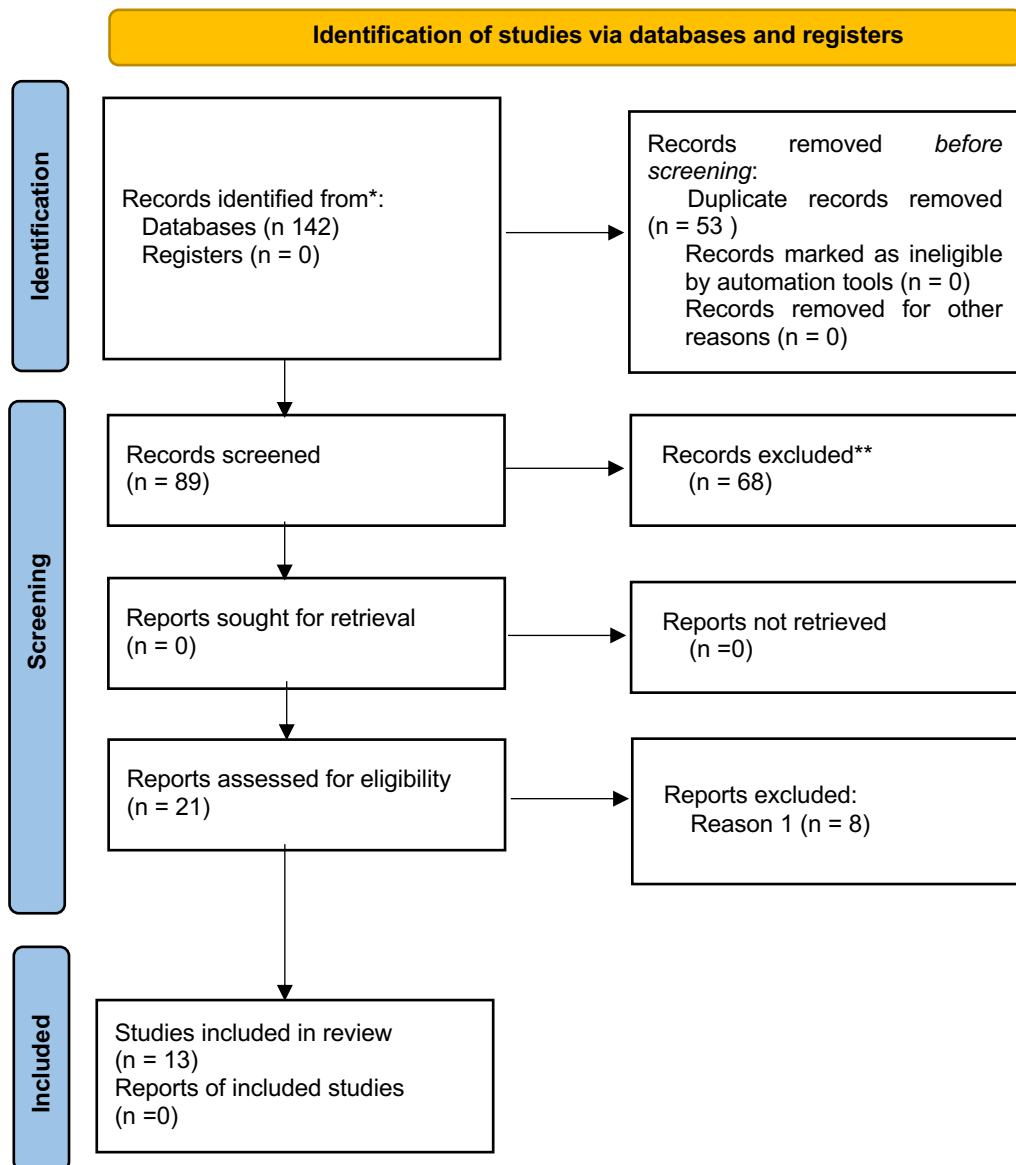 Identification of studies via databases and registers
Identification
Records identified from*:
Databases (n 142)
Registers (n = 0)
Records removed before
screening:
Duplicate records removed
(n = 53 )
Records marked as ineligible
by automation tools (n = 0)
Records removed for other
reasons (n = 0)
Screening
Records screened
(n = 89)
Records excluded**
(n = 68)
Reports sought for retrieval
(n = 0)
Reports not retrieved
(n =0)
Reports assessed for eligibility
(n = 21)
Reports excluded:
Reason 1 (n = 8)
Included
Studies included in review
(n = 13)
Reports of included studies
(n =0)